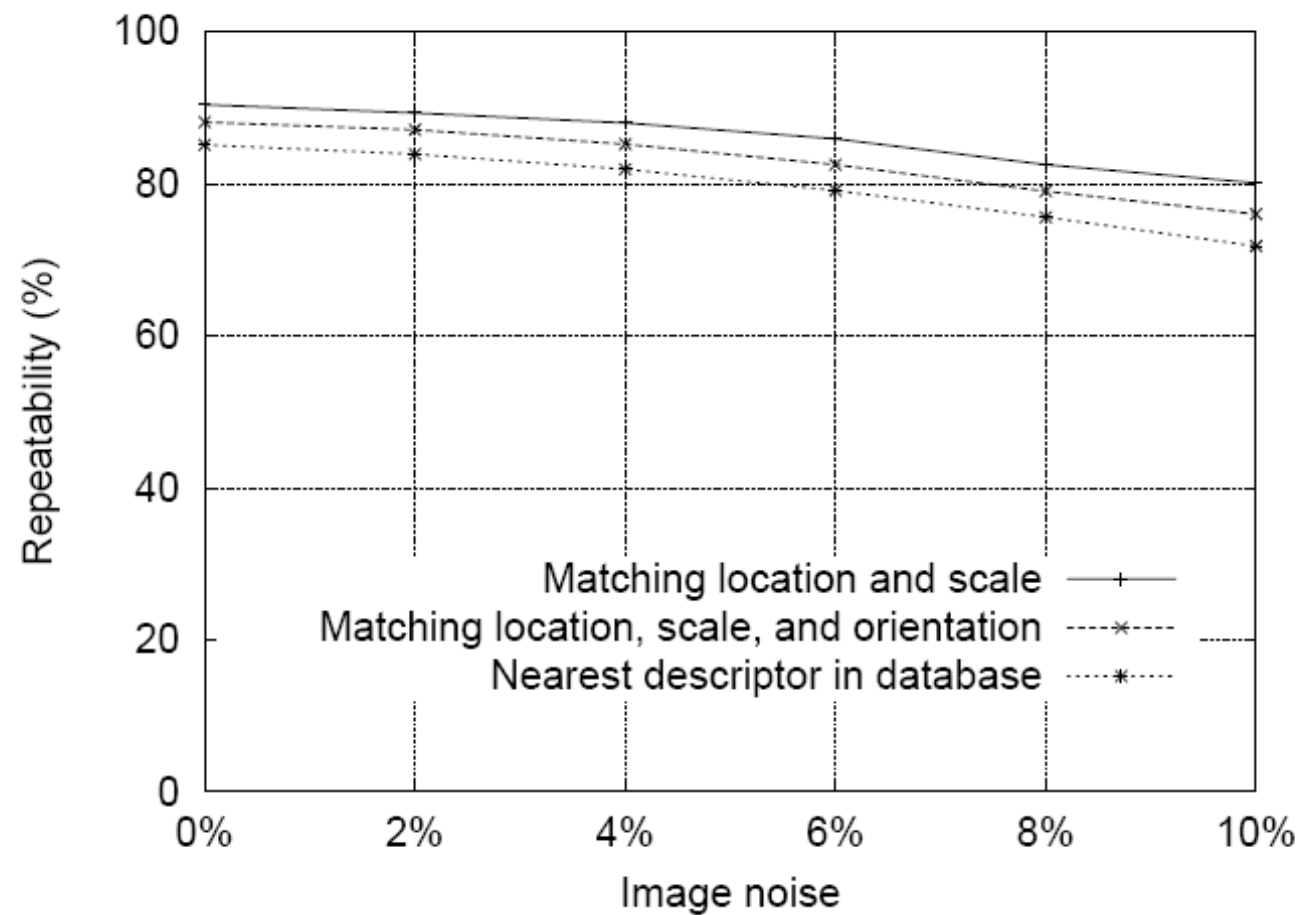 100
80
60
40
20
0
Repeatability (%)
Matching location and scale
Matching location, scale, and orientation
Nearest descriptor in database
0% 2% 4% 6% 8% 10%
Image noise